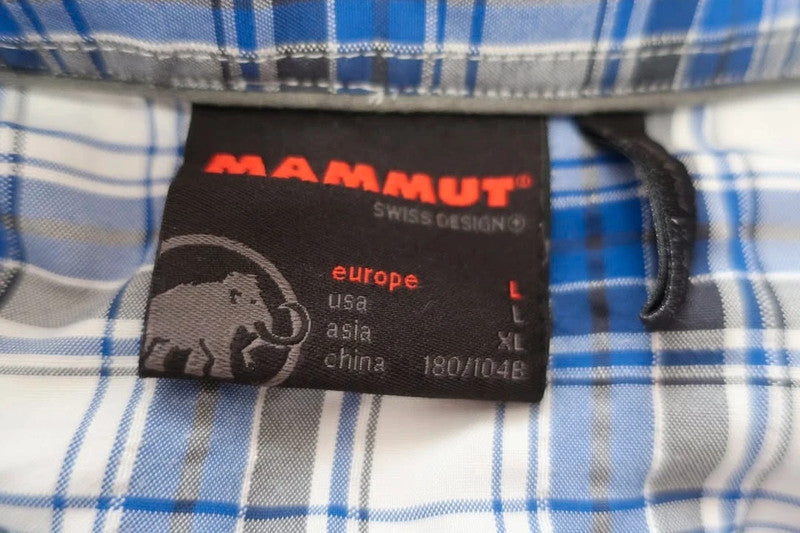 MAMMUT®
SWISS DESIGN
europe L
usa L
asia XL
china 180/104B